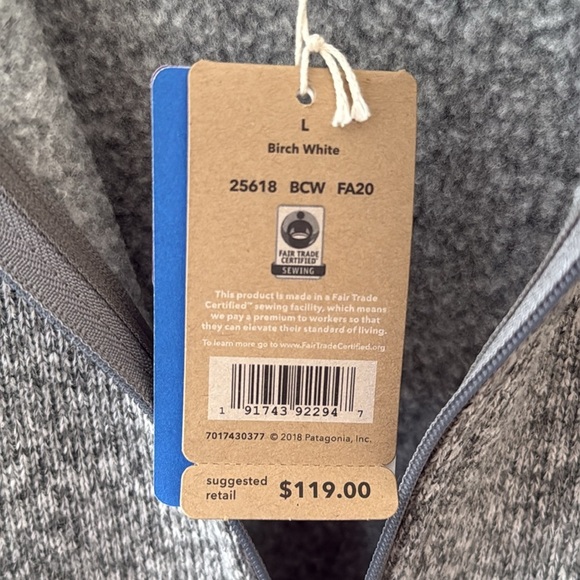 L
Birch White
25618 BCW FA20
FAIR TRADE
CERTIFIED
SEWING
This product is made in a Fair Trade
Certified™ sewing facility, which means
we pay a premium to workers so that
they can elevate their standard of living.
To learn more go to www.FairTradeCertified.org
1 91743 92294 7
7017430377 © 2018 Patagonia, Inc.
suggested
retail $119.00